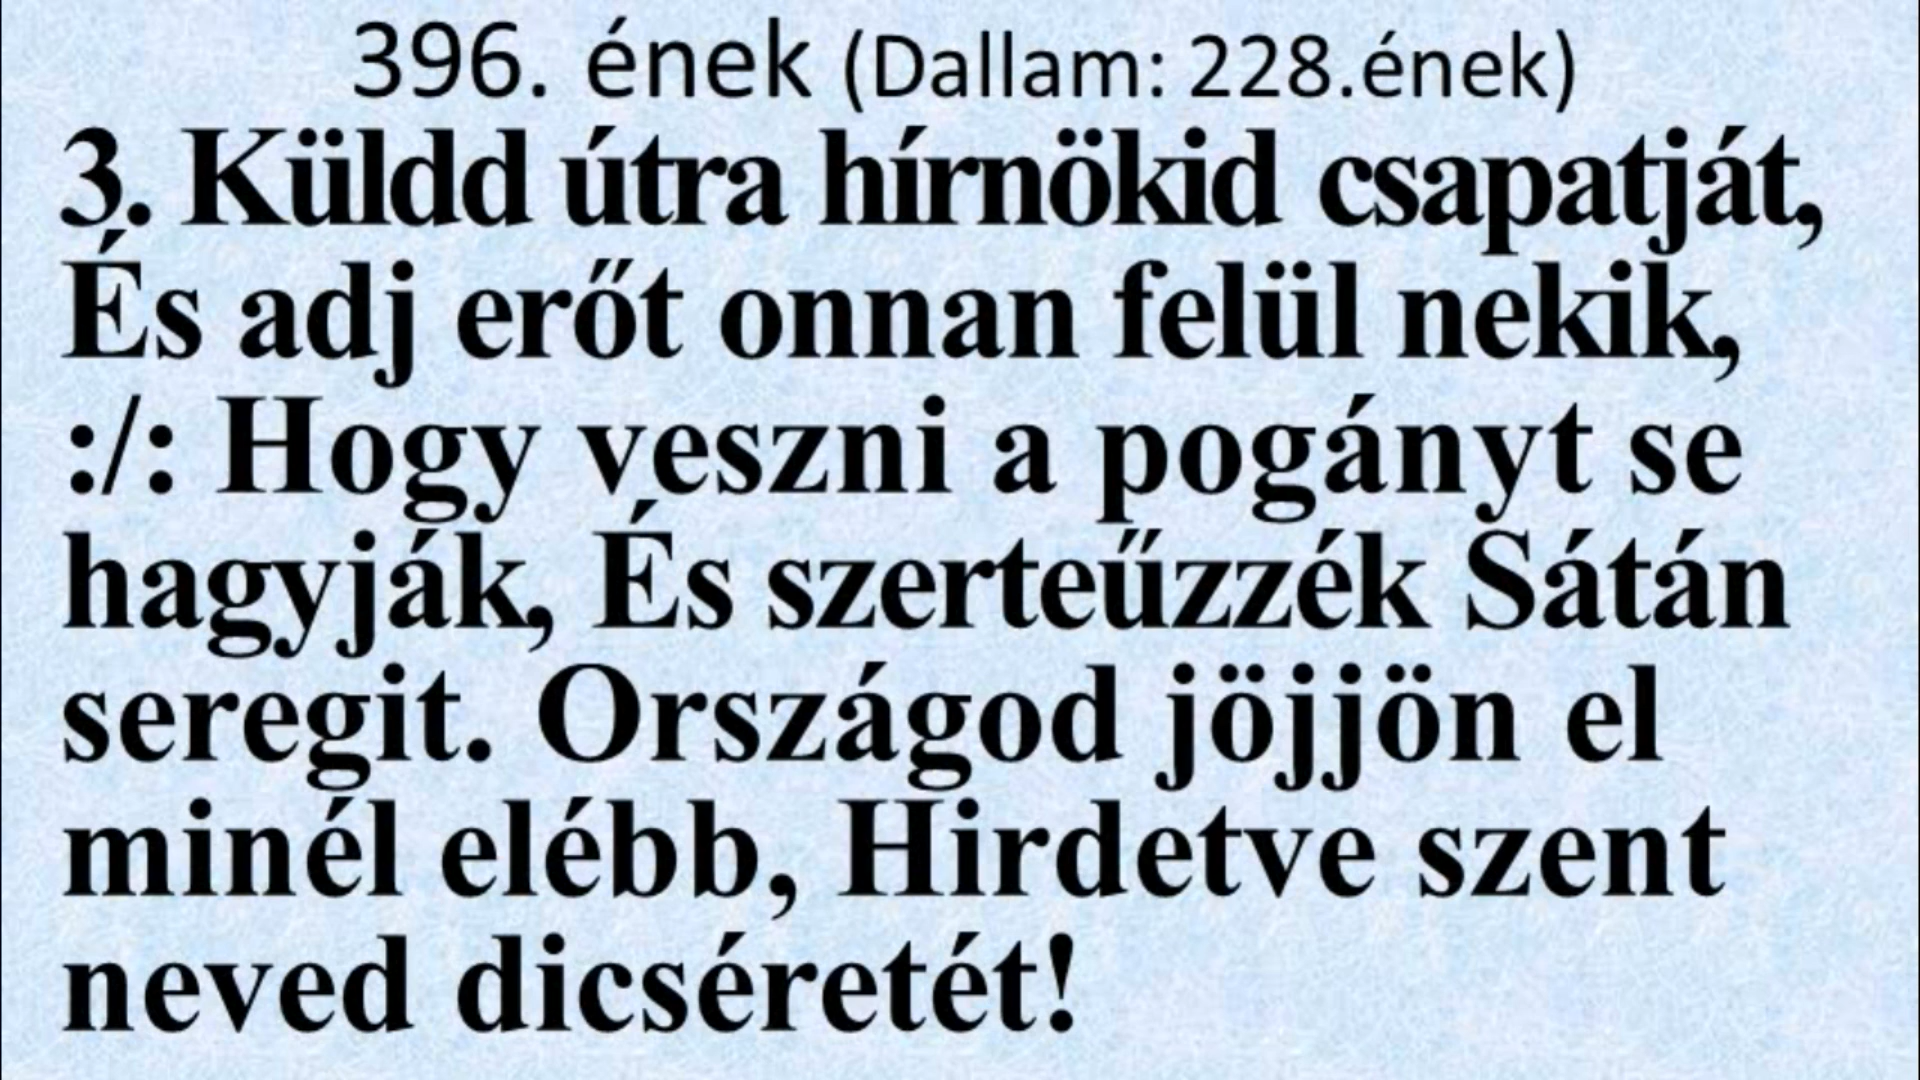 396. ének (Dallam: 228.ének)
3. Küldd útra hírnökid csapatját,
És adj erőt onnan felül nekik,
:/: Hogy veszni a pogányt se
hagyják, És szerteűzzék Sátán
seregit. Országod jöjjön el
minél elébb, Hirdetve szent
neved dicséretét!